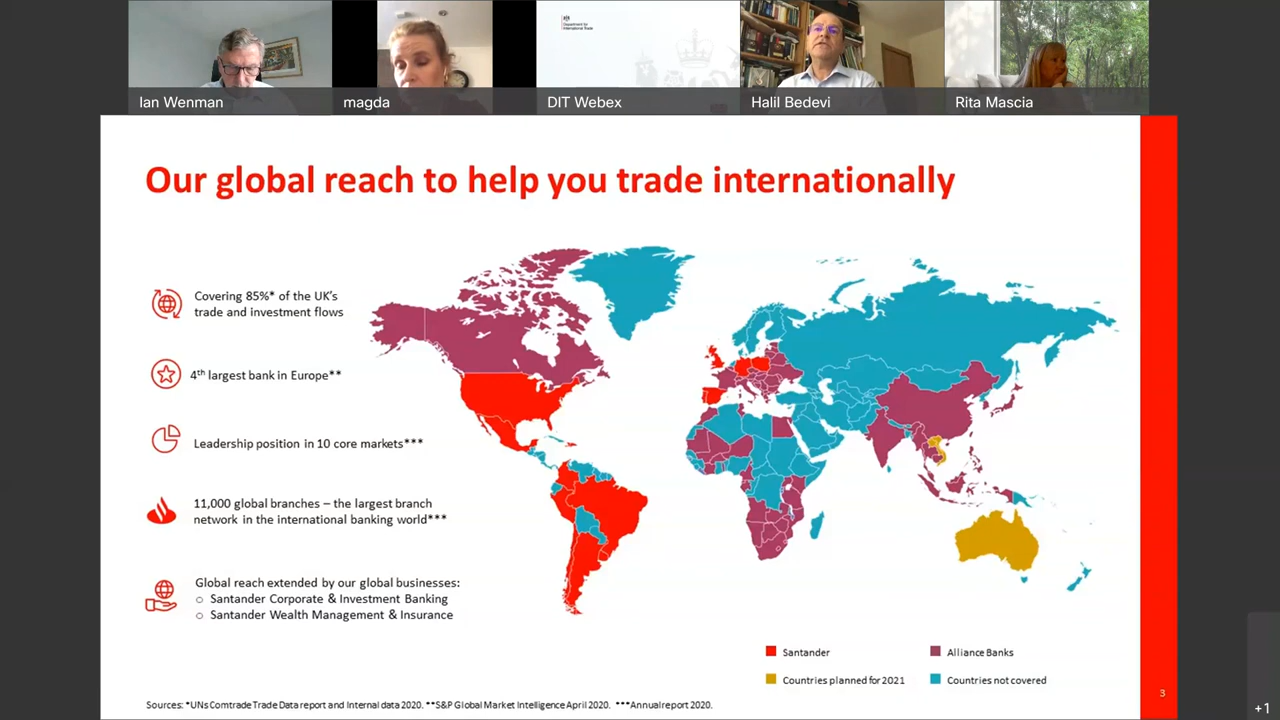 Department for
International Trade
Ian Wenman
magda
DIT Webex
Halil Bedevi
Rita Mascia
Our global reach to help you trade internationally
Covering 85%* of the UK's
trade and investment flows
4th largest bank in Europe**
Leadership position in 10 core markets***
11,000 global branches – the largest branch
network in the international banking world***
Global reach extended by our global businesses:
o Santander Corporate & Investment Banking
o Santander Wealth Management & Insurance
Santander
Alliance Banks
Countries planned for 2021
Countries not covered
Sources: *UNs Comtrade Trade Data report and Internal data 2020. **S&P Global Market Intelligence April 2020. ***Annual report 2020.
3
+1